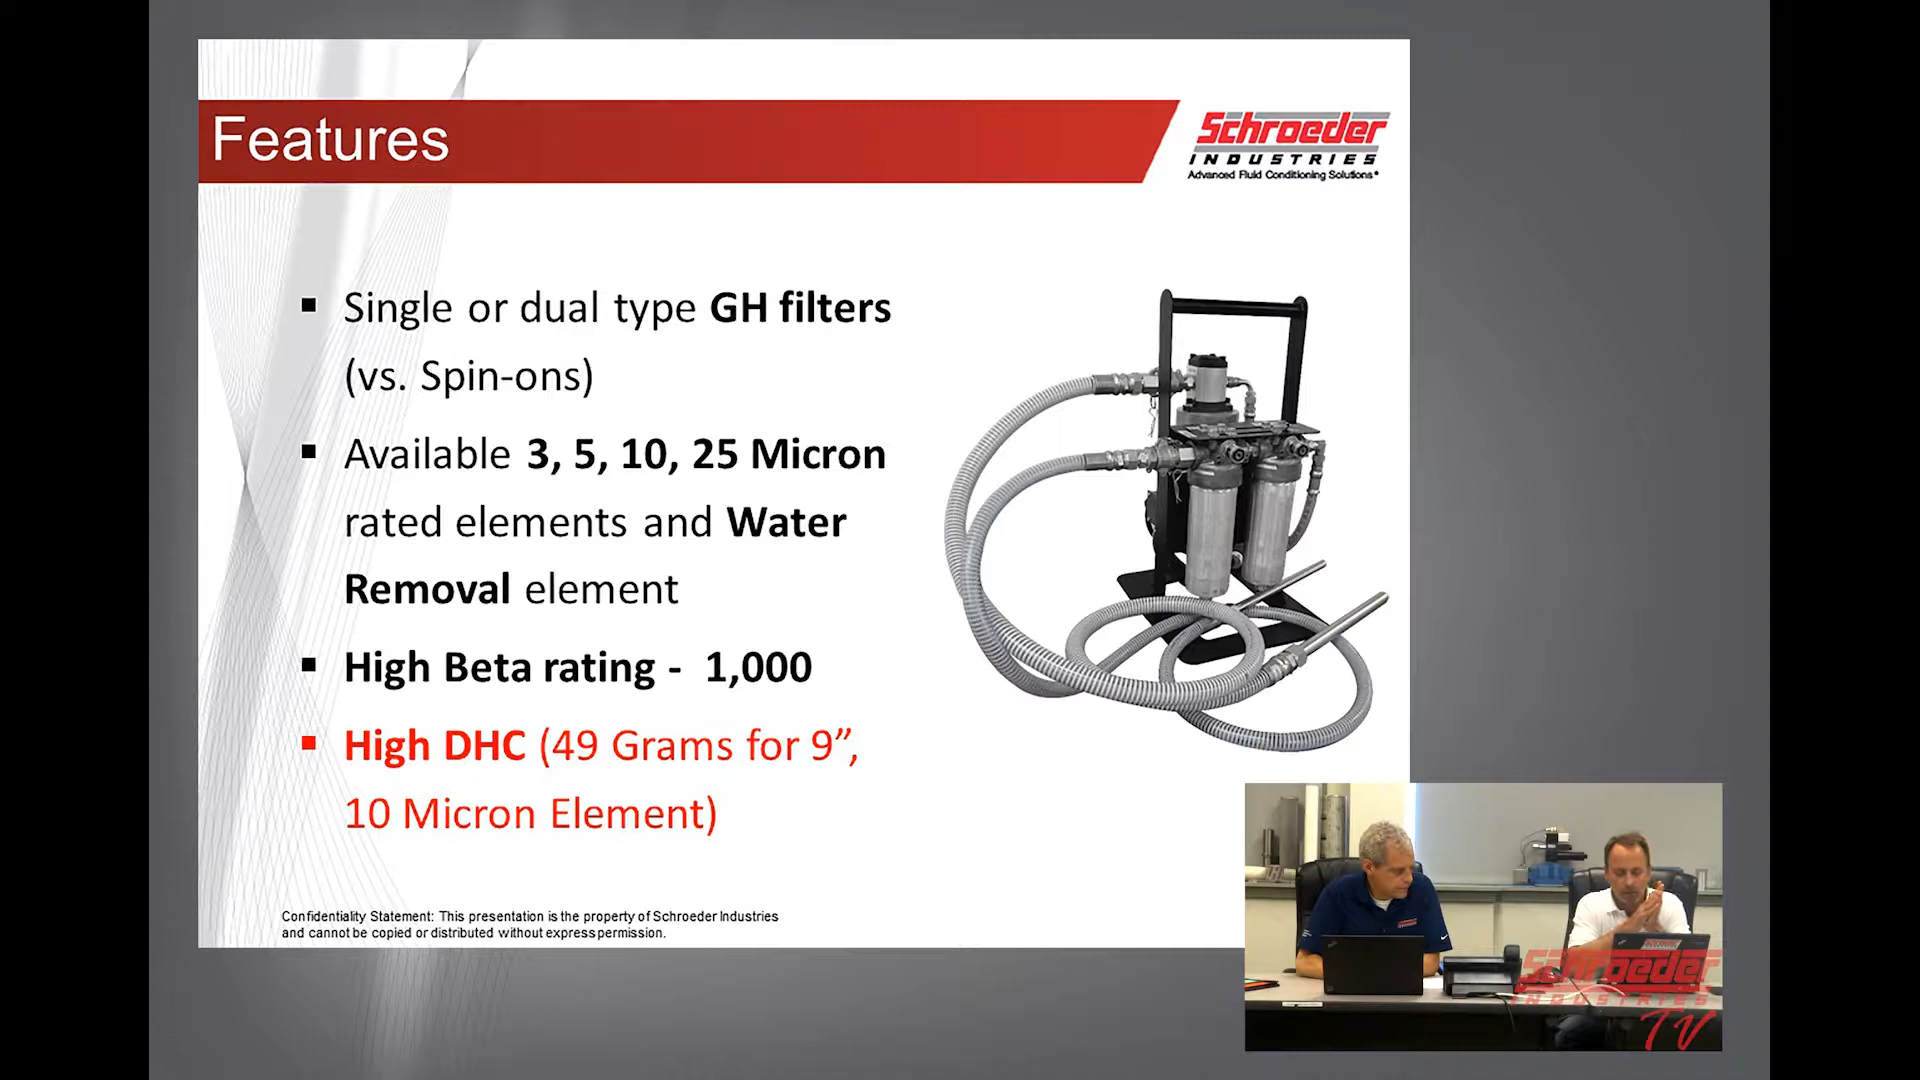 Features
Schroeder
INDUSTRIES
Advanced Fluid Conditioning Solutions®
▪ Single or dual type GH filters
(vs. Spin-ons)
▪ Available 3, 5, 10, 25 Micron
rated elements and Water
Removal element
▪ High Beta rating - 1,000
▪ High DHC (49 Grams for 9”,
10 Micron Element)
Confidentiality Statement: This presentation is the property of Schroeder Industries
and cannot be copied or distributed without express permission.
Schroeder
INDUSTRIES
TV